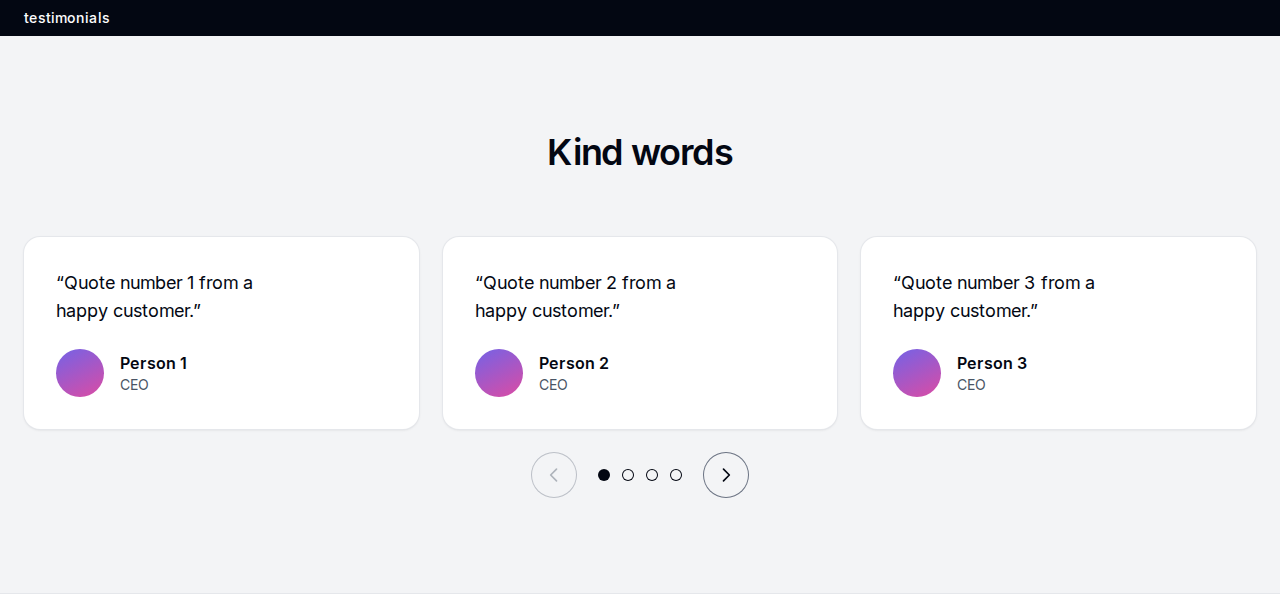 testimonials
Kind words
“Quote number 1 from a
happy customer.”
Person 1
CEO
“Quote number 2 from a
happy customer.”
Person 2
CEO
“Quote number 3 from a
happy customer.”
Person 3
CEO